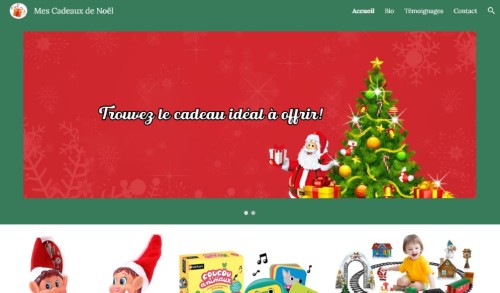 Mes Cadeaux de Noël
Accueil Bio Témoignages Contact
Trouvez le cadeau idéal à offrir!
COUCOU